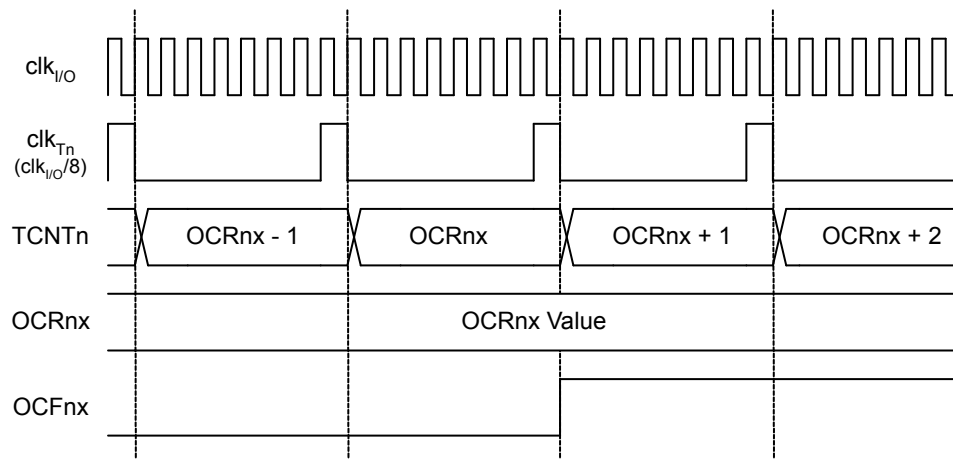 clkI/O
clkTn
(clkI/O/8)
TCNTn OCRnx - 1 OCRnx OCRnx + 1 OCRnx + 2
OCRnx OCRnx Value
OCFnx